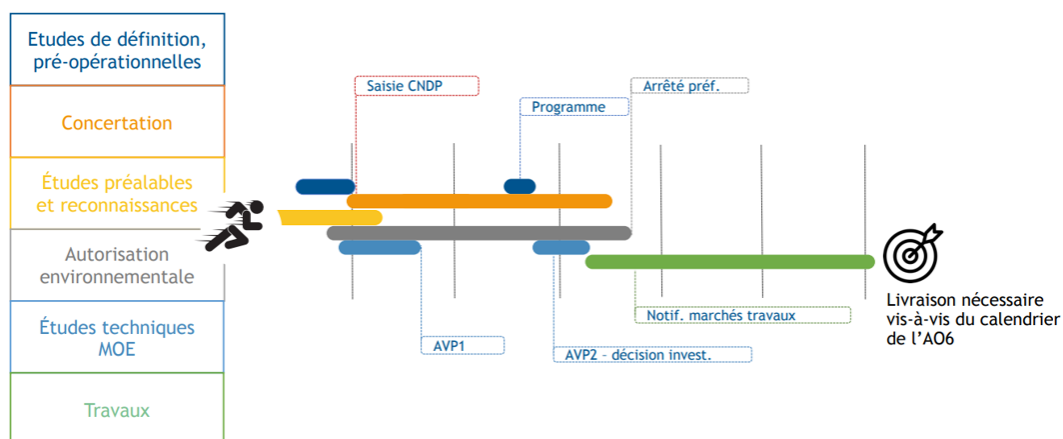 Etudes de définition,
pré-opérationnelles
Concertation
Études préalables
et reconnaissances
Autorisation
environnementale
Études techniques
MOE
Travaux
Saisie CNDP
Programme
Arrêté préf.
Notif. marchés travaux
AVP1
AVP2 – décision invest.
Livraison nécessaire
vis-à-vis du calendrier
de l'AO6